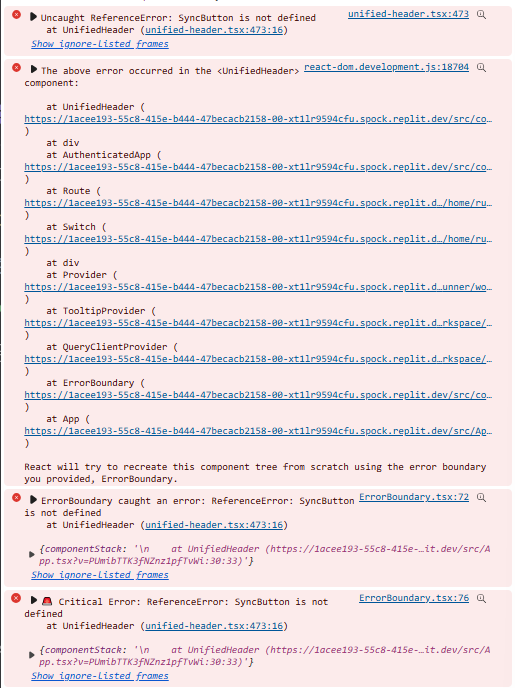 Uncaught ReferenceError: SyncButton is not defined unified-header.tsx:473
at UnifiedHeader (unified-header.tsx:473:16)
Show ignore-listed frames
The above error occurred in the <UnifiedHeader> react-dom.development.js:18704
component:
at UnifiedHeader (
https://1acee193-55c8-415e-b444-47becacb2158-00-xt1lr9594cfu.spock.replit.dev/src/co…
)
at div
at AuthenticatedApp (
https://1acee193-55c8-415e-b444-47becacb2158-00-xt1lr9594cfu.spock.replit.dev/src/co…
)
at Route (
https://1acee193-55c8-415e-b444-47becacb2158-00-xt1lr9594cfu.spock.replit.d…/home/ru…
)
at Switch (
https://1acee193-55c8-415e-b444-47becacb2158-00-xt1lr9594cfu.spock.replit.d…/home/ru…
)
at div
at Provider (
https://1acee193-55c8-415e-b444-47becacb2158-00-xt1lr9594cfu.spock.replit.d…unner/wo…
)
at TooltipProvider (
https://1acee193-55c8-415e-b444-47becacb2158-00-xt1lr9594cfu.spock.replit.d…rkspace/…
)
at QueryClientProvider (
https://1acee193-55c8-415e-b444-47becacb2158-00-xt1lr9594cfu.spock.replit.d…rkspace/…
)
at ErrorBoundary (
https://1acee193-55c8-415e-b444-47becacb2158-00-xt1lr9594cfu.spock.replit.dev/src/co…
)
at App (
https://1acee193-55c8-415e-b444-47becacb2158-00-xt1lr9594cfu.spock.replit.dev/src/Ap…
)
React will try to recreate this component tree from scratch using the error boundary
you provided, ErrorBoundary.
ErrorBoundary caught an error: ReferenceError: SyncButton ErrorBoundary.tsx:72
is not defined
at UnifiedHeader (unified-header.tsx:473:16)
{componentStack: '\n    at UnifiedHeader (https://1acee193-55c8-415e-…it.dev/src/A
pp.tsx?v=PUmibTTK3fNZnz1pfTvWi:30:33)'}
Show ignore-listed frames
🚨 Critical Error: ReferenceError: SyncButton is not ErrorBoundary.tsx:76
defined
at UnifiedHeader (unified-header.tsx:473:16)
{componentStack: '\n    at UnifiedHeader (https://1acee193-55c8-415e-…it.dev/src/A
pp.tsx?v=PUmibTTK3fNZnz1pfTvWi:30:33)'}
Show ignore-listed frames